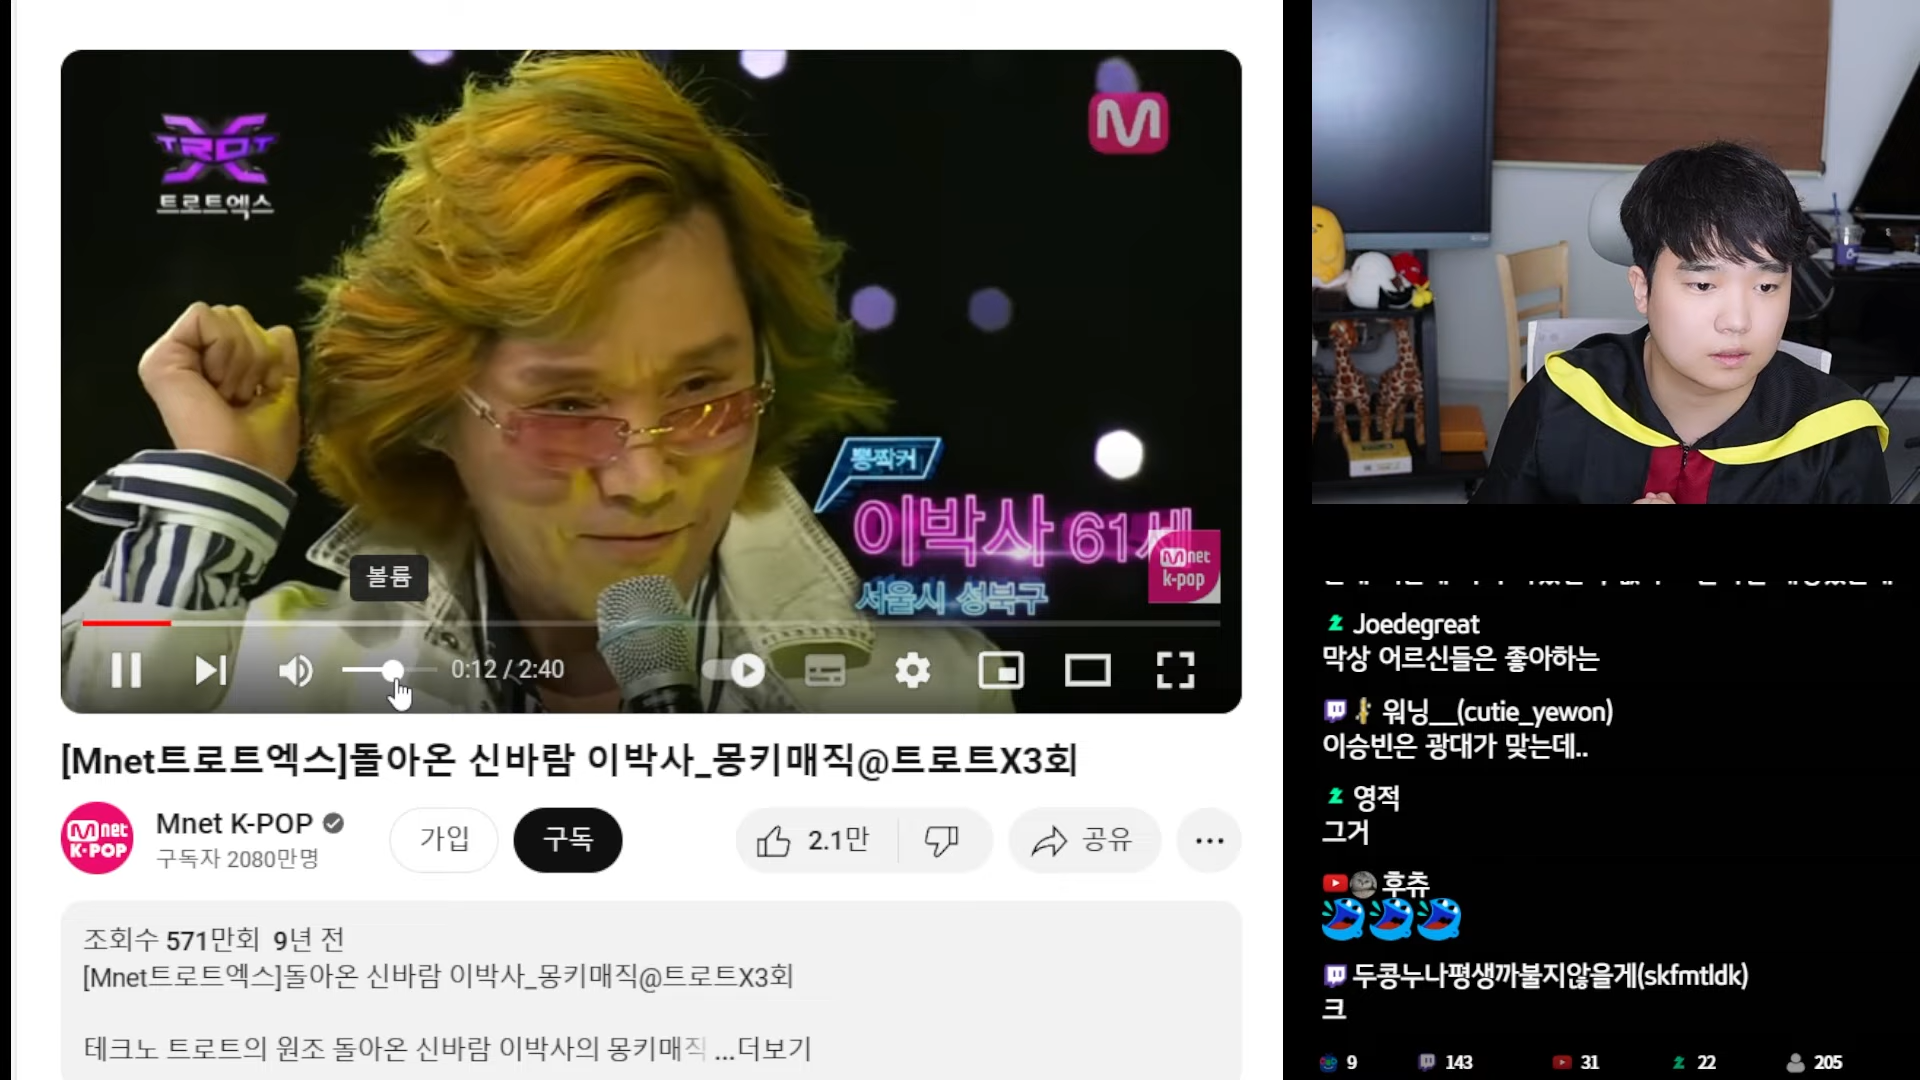 TROT
트로트엑스
M
뽕짝커
이박사 61세
서울시 성북구
Mnet
k-pop
볼륨
0:12 / 2:40
[Mnet트로트엑스]돌아온 신바람 이박사_몽키매직@트로트X3회
Mnet
K-POP
Mnet K-POP
구독자 2080만명
가입
구독
2.1만
공유
조회수 571만회 9년 전
[Mnet트로트엑스]돌아온 신바람 이박사_몽키매직@트로트X3회
테크노 트로트의 원조 돌아온 신바람 이박사의 몽키매직 ...더보기
Joedegreat
막상 어르신들은 좋아하는
워닝__(cutie_yewon)
이승빈은 광대가 맞는데..
영적
그거
후츄
두콩누나평생까불지않을게(skfmtldk)
크
9 143 31 22 205